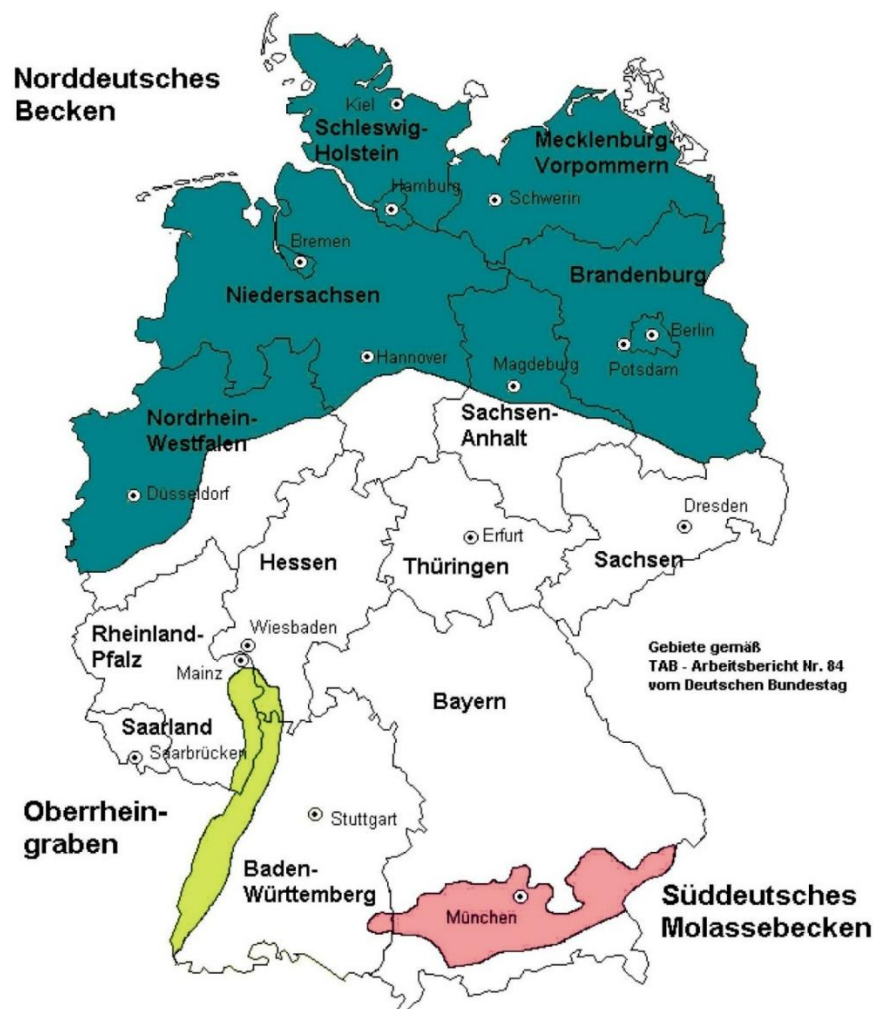 Norddeutsches
Becken
Kiel
Schleswig-
Holstein
Mecklenburg-
Vorpommern
Hamburg
Schwerin
Bremen
Niedersachsen
Brandenburg
Berlin
Potsdam
Hannover
Magdeburg
Nordrhein-
Westfalen
Sachsen-
Anhalt
Düsseldorf
Dresden
Erfurt
Hessen
Thüringen
Sachsen
Wiesbaden
Rheinland-
Pfalz
Mainz
Gebiete gemäß
TAB - Arbeitsbericht Nr. 84
vom Deutschen Bundestag
Bayern
Saarland
Saarbrücken
Oberrhein-
graben
Stuttgart
Baden-
Württemberg
München
Süddeutsches
Molassebecken